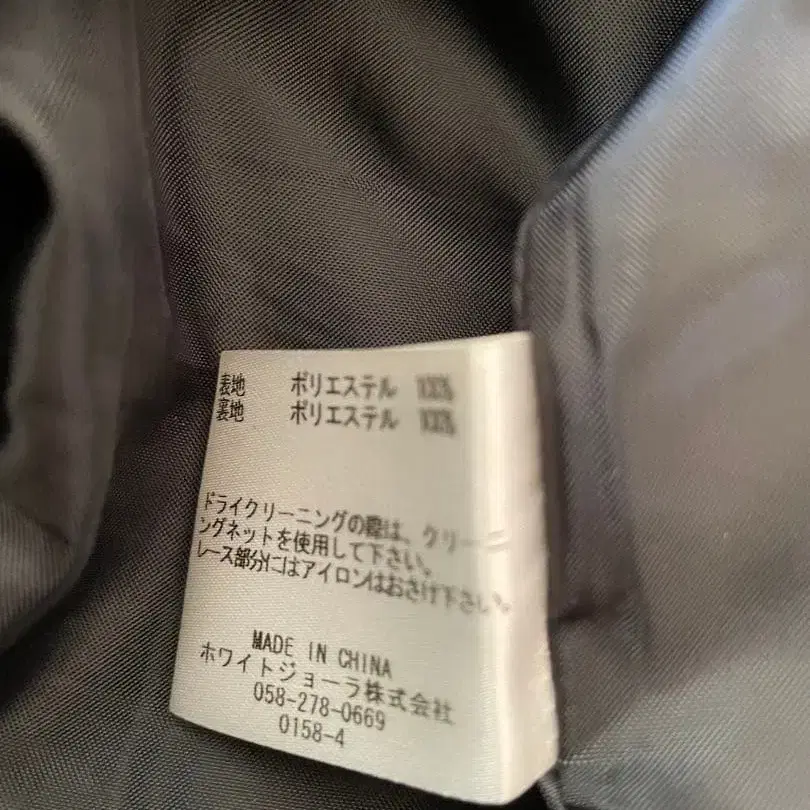 表地 ポリエステル 100%
裏地 ポリエステル 100%
ドライクリーニングの際は、クリーニ
ングネットを使用して下さい。
レース部分にはアイロンはおさけ下さい。
MADE IN CHINA
ホワイトジョーラ株式会社
058-278-0669
0158-4